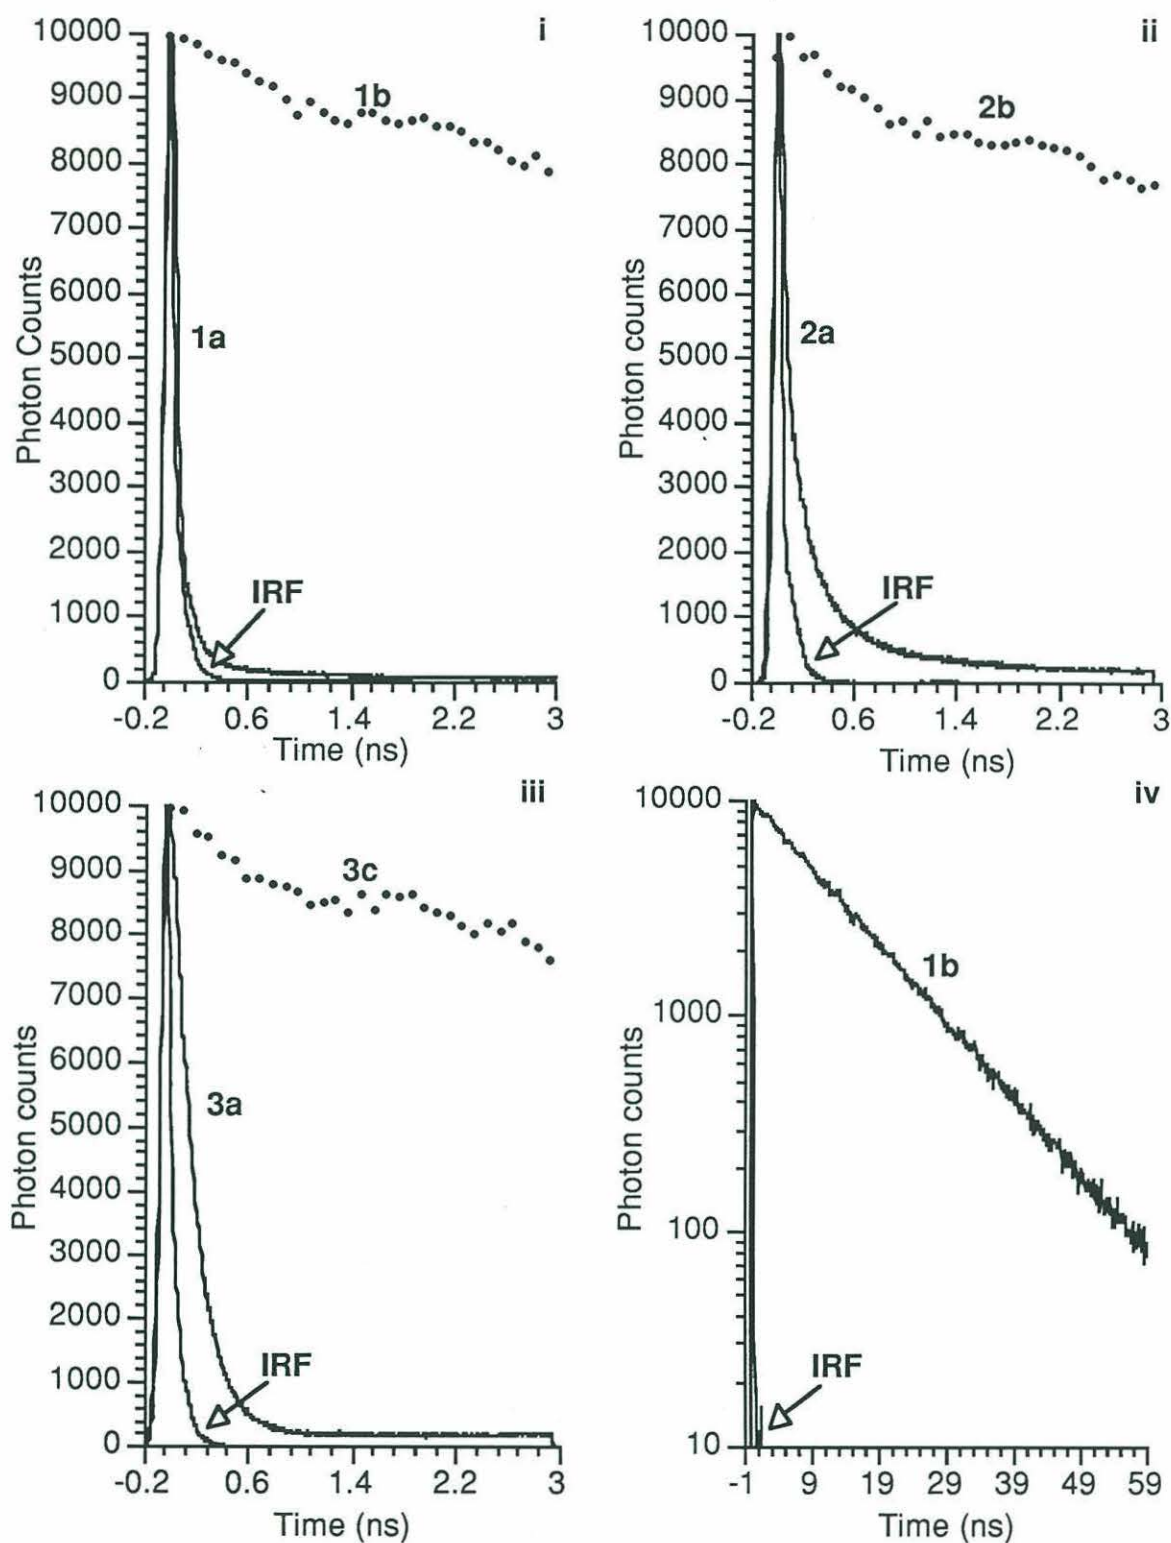 i
10000
9000
8000
7000
6000
5000
4000
3000
2000
1000
0
Photon Counts
1b
1a
IRF
-0.2 0.6 1.4 2.2 3
Time (ns)
ii
10000
9000
8000
7000
6000
5000
4000
3000
2000
1000
0
Photon counts
2b
2a
IRF
-0.2 0.6 1.4 2.2 3
Time (ns)
iii
10000
9000
8000
7000
6000
5000
4000
3000
2000
1000
0
Photon counts
3c
3a
IRF
-0.2 0.6 1.4 2.2 3
Time (ns)
iv
10000
1000
100
10
Photon counts
1b
IRF
-1 9 19 29 39 49 59
Time (ns)